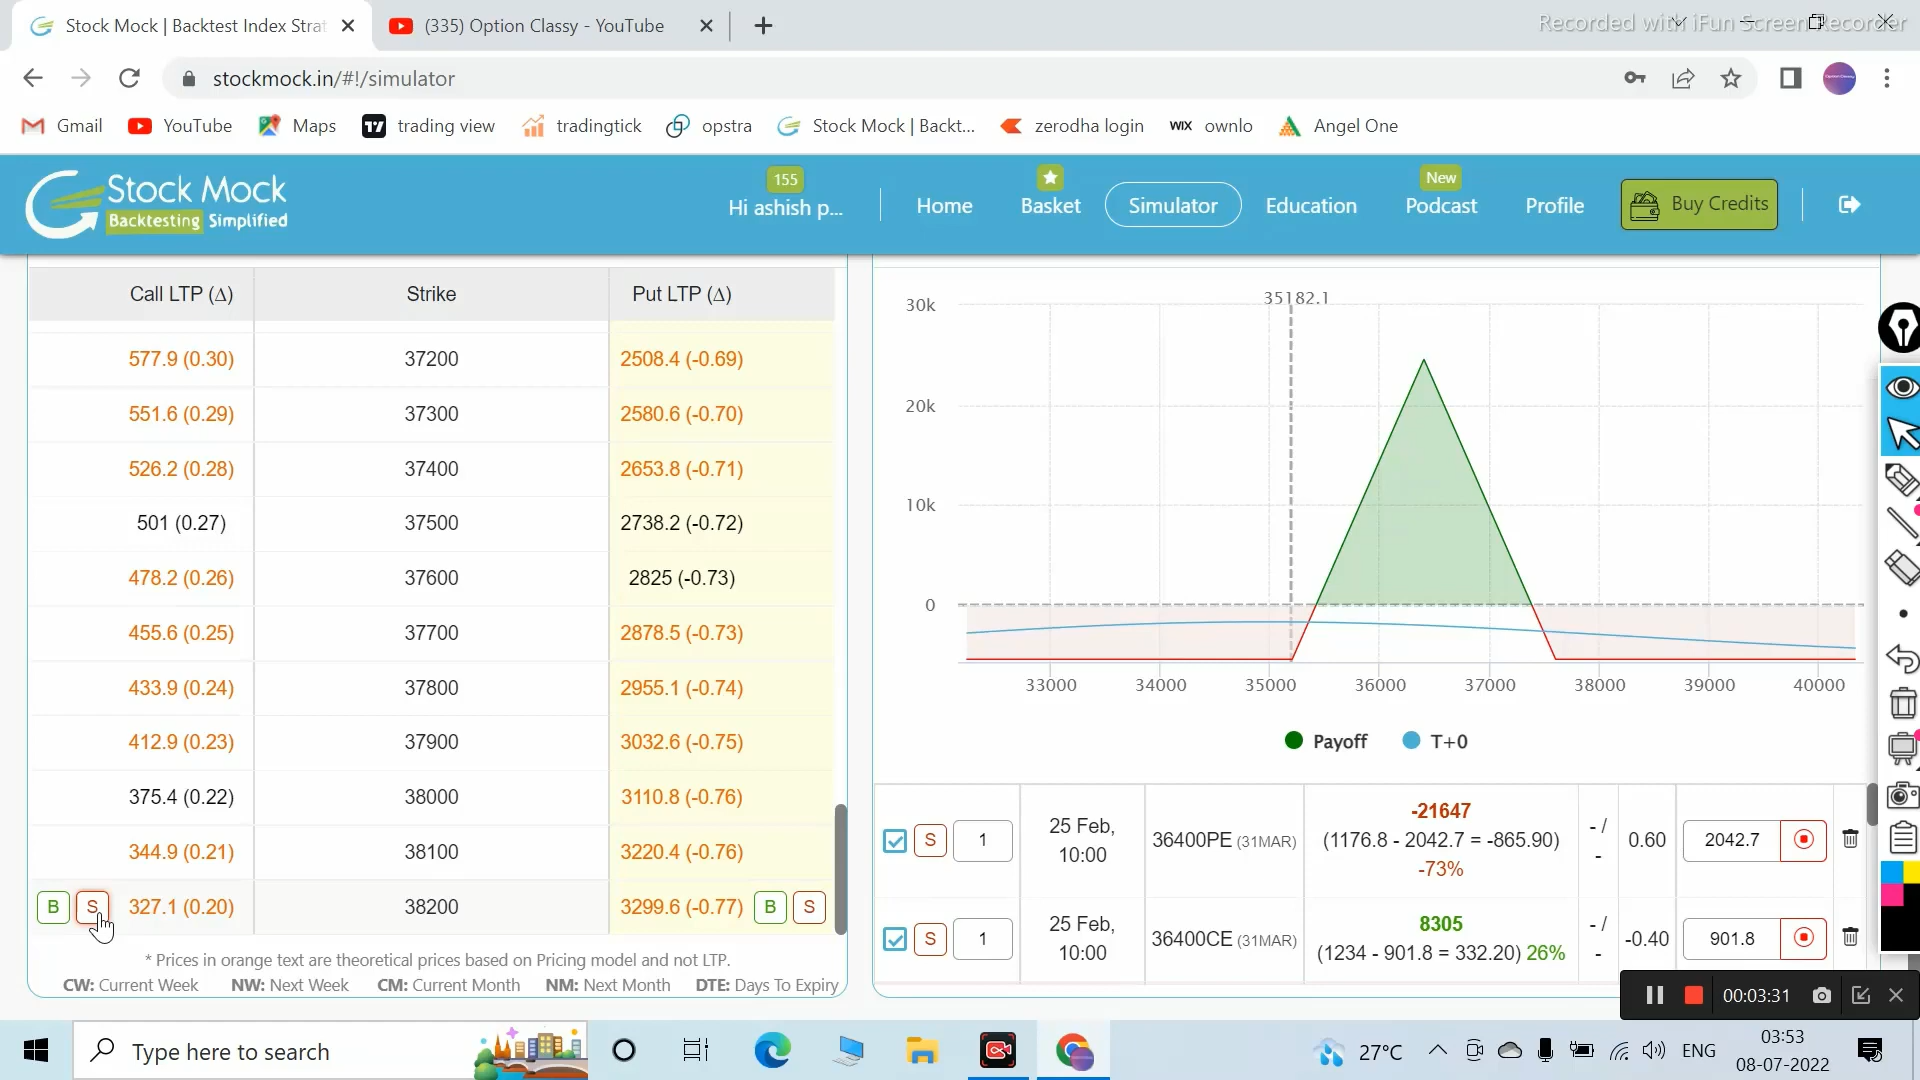 Stock Mock | Backtest Index Strat
(335) Option Classy - YouTube
Recorded with iFun Screen Recorder
stockmock.in/#!/simulator
Gmail
YouTube
Maps
trading view
tradingtick
opstra
Stock Mock | Backt...
zerodha login
WIX ownlo
Angel One
Stock Mock
Backtesting Simplified
155
Hi ashish p...
Home
Basket
Simulator
Education
New
Podcast
Profile
Buy Credits
Call LTP (Δ) Strike Put LTP (Δ)
577.9 (0.30) 37200 2508.4 (-0.69)
551.6 (0.29) 37300 2580.6 (-0.70)
526.2 (0.28) 37400 2653.8 (-0.71)
501 (0.27) 37500 2738.2 (-0.72)
478.2 (0.26) 37600 2825 (-0.73)
455.6 (0.25) 37700 2878.5 (-0.73)
433.9 (0.24) 37800 2955.1 (-0.74)
412.9 (0.23) 37900 3032.6 (-0.75)
375.4 (0.22) 38000 3110.8 (-0.76)
344.9 (0.21) 38100 3220.4 (-0.76)
B S 327.1 (0.20) 38200 3299.6 (-0.77) B S
* Prices in orange text are theoretical prices based on Pricing model and not LTP.
CW: Current Week NW: Next Week CM: Current Month NM: Next Month DTE: Days To Expiry
35182.1
30k
20k
10k
0
33000 34000 35000 36000 37000 38000 39000 40000
Payoff T+0
S 1 25 Feb, 10:00 36400PE (31MAR) -21647 (1176.8 - 2042.7 = -865.90) -73% - / - 0.60 2042.7
S 1 25 Feb, 10:00 36400CE (31MAR) 8305 (1234 - 901.8 = 332.20) 26% - / - -0.40 901.8
00:03:31
Type here to search
27°C
ENG
03:53
08-07-2022